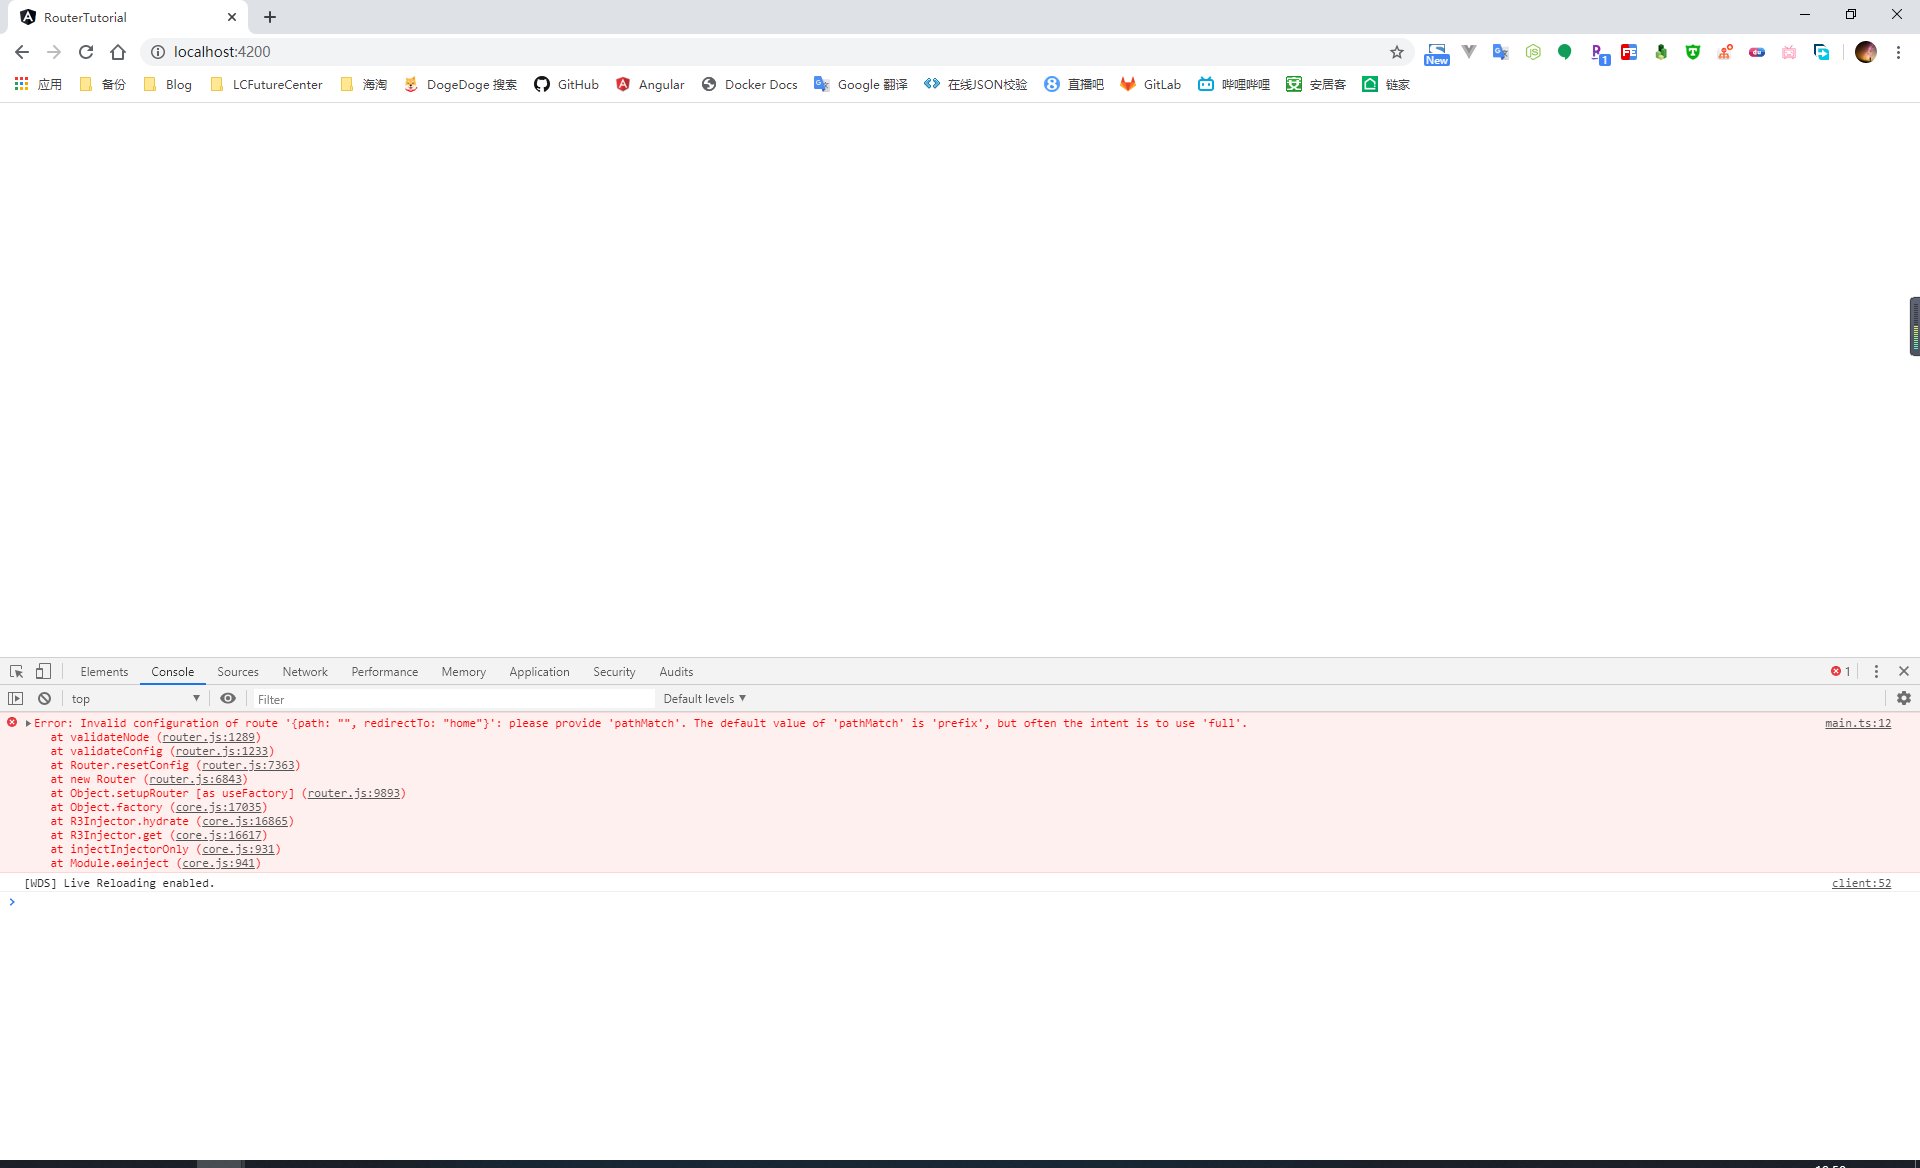 RouterTutorial
localhost:4200
New
1
应用 备份 Blog LCFutureCenter 海淘 DogeDoge 搜索 GitHub Angular Docker Docs Google 翻译 在线JSON校验 直播吧 GitLab 哔哩哔哩 安居客 链家
Elements Console Sources Network Performance Memory Application Security Audits 1
top Filter Default levels
Error: Invalid configuration of route '{path: "", redirectTo: "home"}': please provide 'pathMatch'. The default value of 'pathMatch' is 'prefix', but often the intent is to use 'full'. main.ts:12
at validateNode (router.js:1289)
at validateConfig (router.js:1233)
at Router.resetConfig (router.js:7363)
at new Router (router.js:6843)
at Object.setupRouter [as useFactory] (router.js:9893)
at Object.factory (core.js:17035)
at R3Injector.hydrate (core.js:16865)
at R3Injector.get (core.js:16617)
at injectInjectorOnly (core.js:931)
at Module.ɵɵinject (core.js:941)
[WDS] Live Reloading enabled. client:52